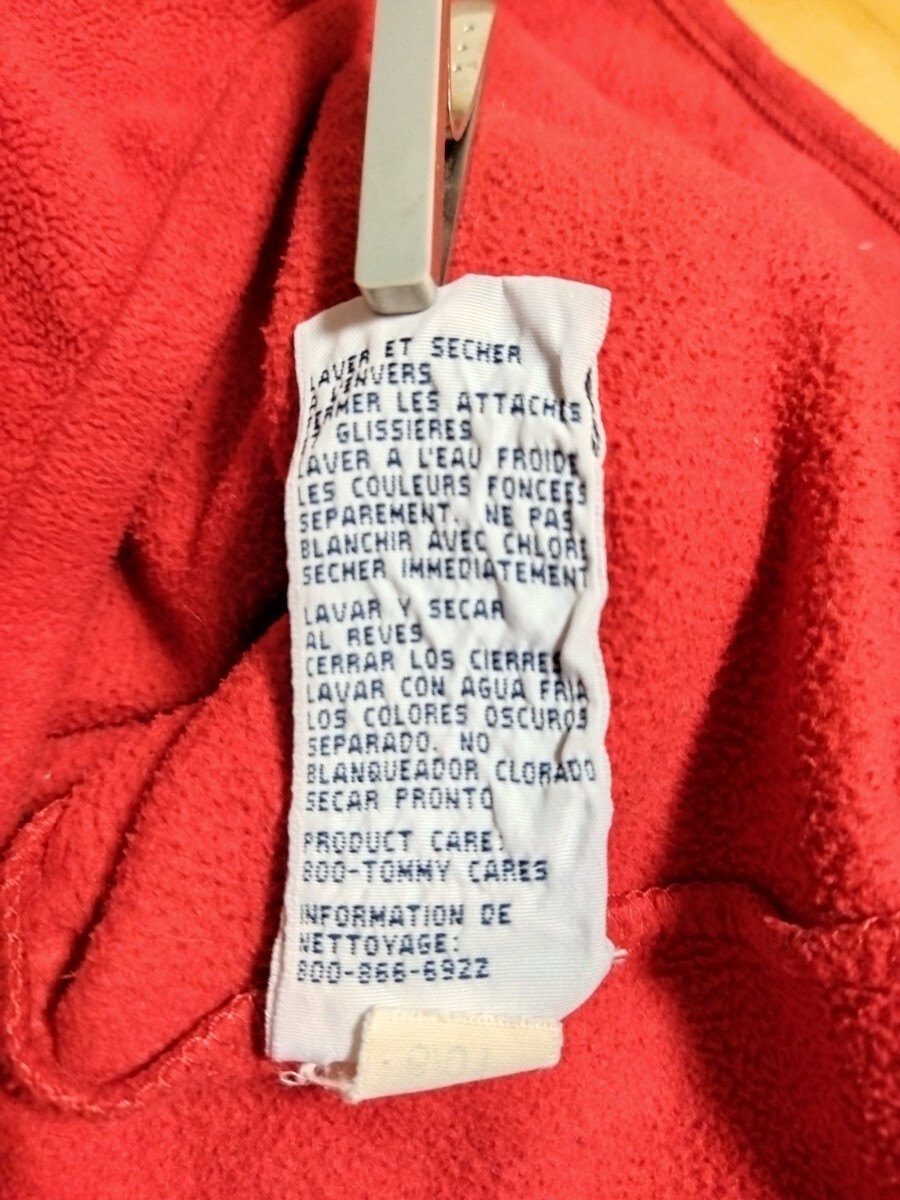 LAVER ET SECHER
A L'ENVERS
FERMER LES ATTACHES
GLISSIERES
LAVER A L'EAU FROIDE
LES COULEURS FONCEES
SEPAREMENT. NE PAS
BLANCHIR AVEC CHLORE
SECHER IMMEDIATEMENT
LAVAR Y SECAR
AL REVES
CERRAR LOS CIERRES
LAVAR CON AGUA FRIA
LOS COLORES OSCUROS
SEPARADO. NO
BLANQUEADOR CLORADO
SECAR PRONTO
PRODUCT CARE:
800-TOMMY CARES
INFORMATION DE
NETTOYAGE:
800-866-6922